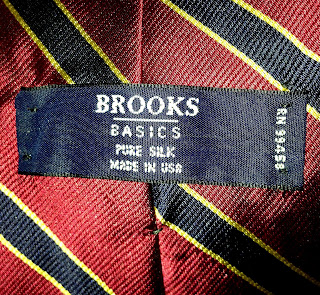 BROOKS
BASICS
PURE SILK
MADE IN USA